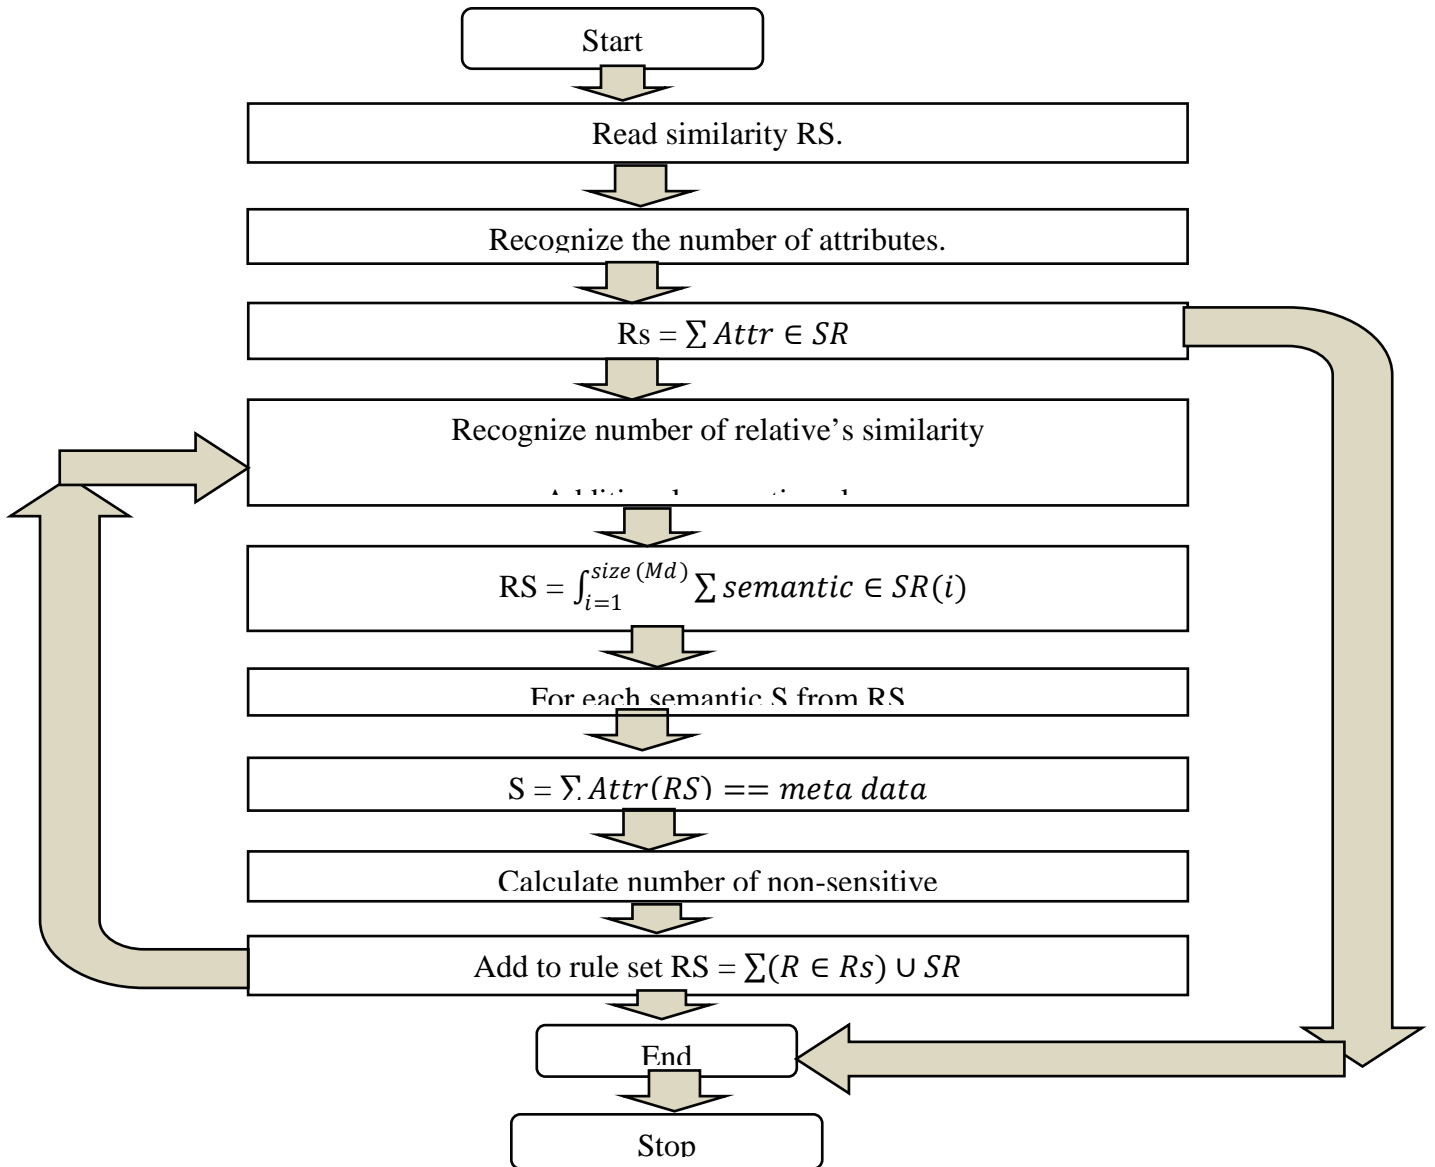 Start
Read similarity RS.
Recognize the number of attributes.
Rs = ∑ Attr ∈ SR
Recognize number of relative’s similarity
RS = ∫_{i=1}^{size (Md)} ∑ semantic ∈ SR(i)
For each semantic S from RS
S = ∑ Attr(RS) == meta data
Calculate number of non-sensitive
Add to rule set RS = ∑(R ∈ Rs) ∪ SR
End
Stop